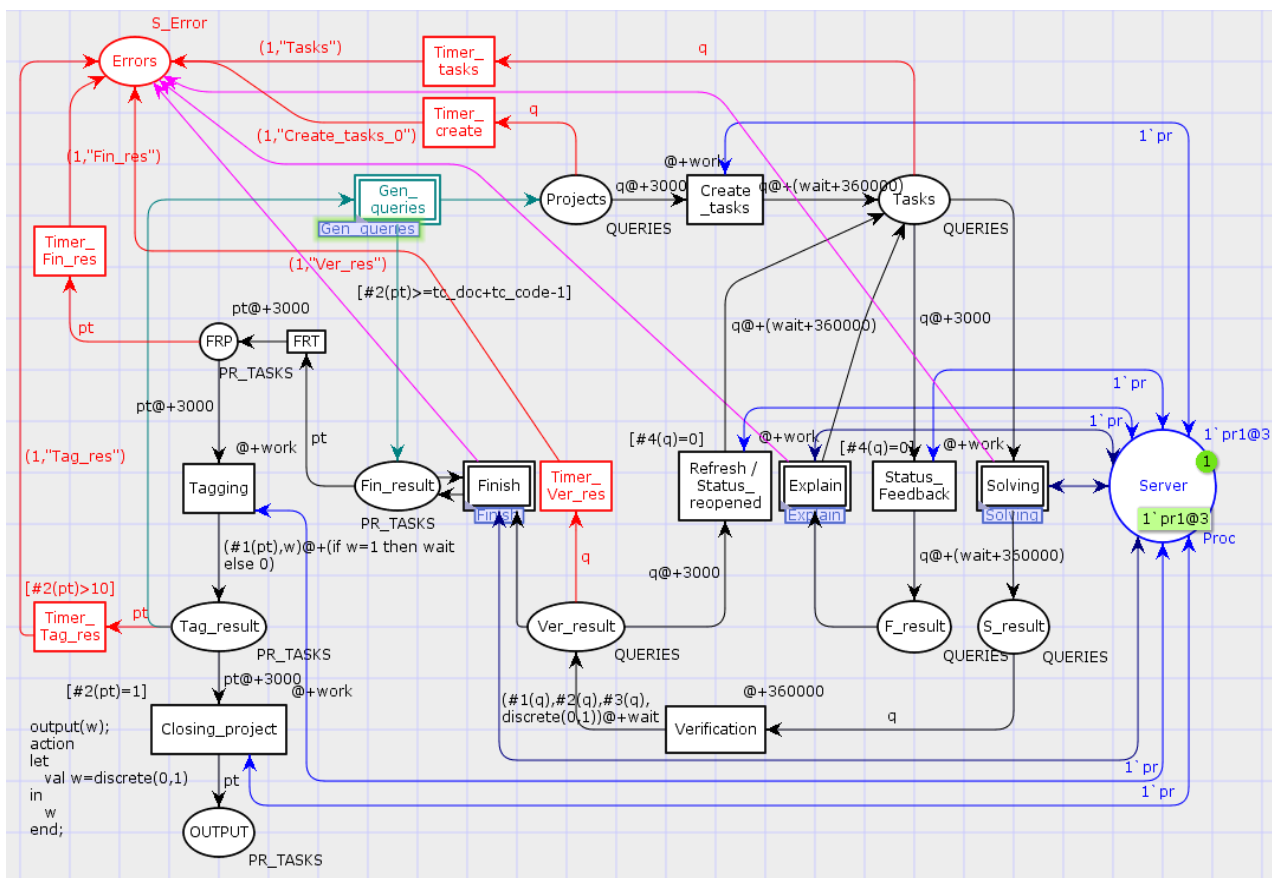 S_Error
Errors
(1,"Tasks")
Timer_
tasks
q
(1,"Create_tasks_0")
Timer_
create
q
1`pr
(1,"Fin_res")
@+work
Gen_
queries
Gen_queries
Projects
QUERIES
q@+3000
Create
_tasks
q@+(wait+360000)
Tasks
QUERIES
Timer_
Fin_res
(1,"Ver_res")
[#2(pt)>=tc_doc+tc_code-1]
pt@+3000
pt
FRP
FRT
PR_TASKS
q@+(wait+360000)
q@+3000
pt@+3000
1`pr
1`pr
(1,"Tag_res")
@+work
pt
[#4(q)=0]
@+work
[#4(q)=0]
@+work
1`pr1@3
1
Tagging
Fin_result
PR_TASKS
Finish
Finish
Timer_
Ver_res
Refresh /
Status_
reopened
Explain
Explain
Status_
Feedback
Solving
Solving
Server
1`pr1@3
Proc
(#1(pt),w)@+(if w=1 then wait
else 0)
q
q@+3000
q@+(wait+360000)
[#2(pt)>10]
Timer_
Tag_res
pt
Tag_result
PR_TASKS
Ver_result
QUERIES
F_result
QUERIES
S_result
QUERIES
pt@+3000
[#2(pt)=1]
@+work
(#1(q),#2(q),#3(q),
discrete(0,1))@+wait
@+360000
q
Verification
Closing_project
output(w);
action
let
val w=discrete(0,1)
in
w
end;
pt
1`pr
1`pr
OUTPUT
PR_TASKS